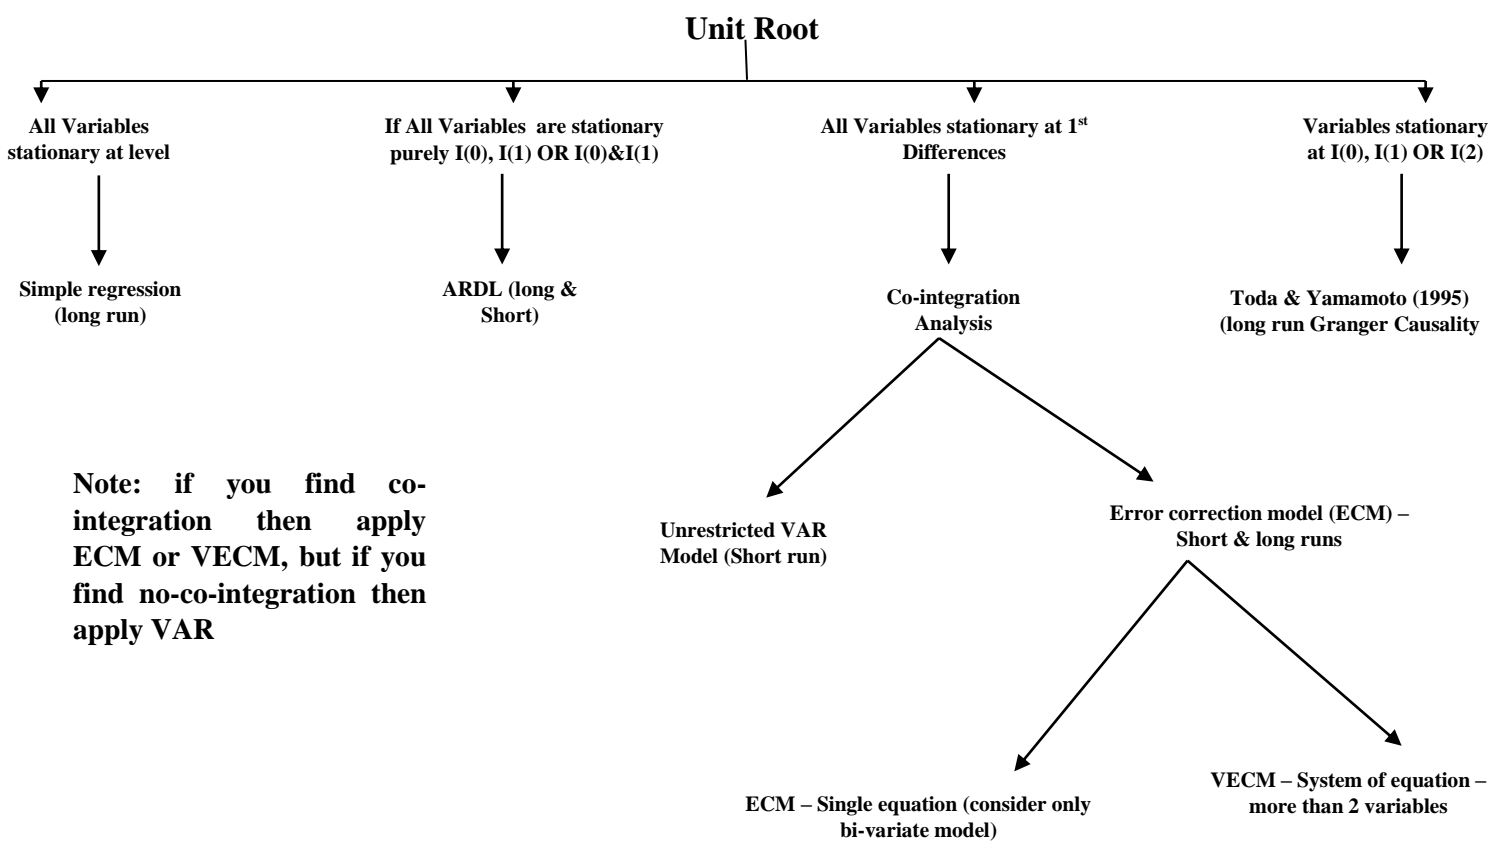 Unit Root
All Variables
stationary at level
If All Variables are stationary
purely I(0), I(1) OR I(0)&I(1)
All Variables stationary at 1st
Differences
Variables stationary
at I(0), I(1) OR I(2)
Simple regression
(long run)
ARDL (long &
Short)
Co-integration
Analysis
Toda & Yamamoto (1995)
(long run Granger Causality
Note: if you find co-
integration then apply
ECM or VECM, but if you
find no-co-integration then
apply VAR
Unrestricted VAR
Model (Short run)
Error correction model (ECM) –
Short & long runs
ECM – Single equation (consider only
bi-variate model)
VECM – System of equation –
more than 2 variables